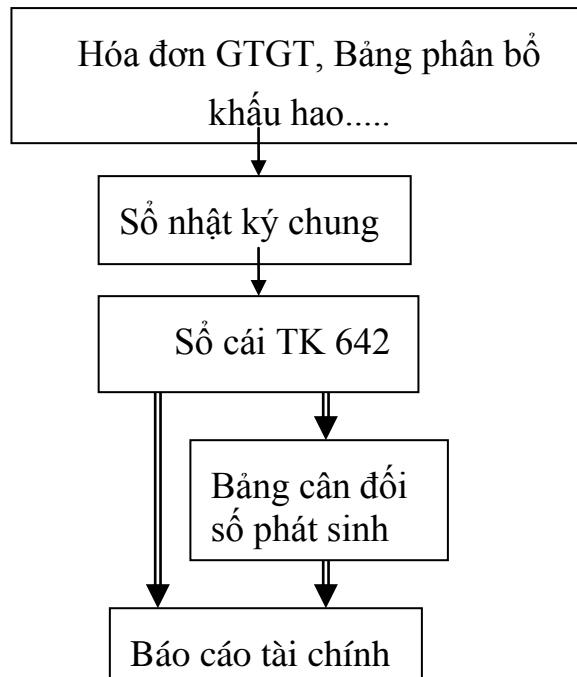 Hóa đơn GTGT, Bảng phân bổ
khấu hao.....
Sổ nhật ký chung
Sổ cái TK 642
Bảng cân đối
số phát sinh
Báo cáo tài chính